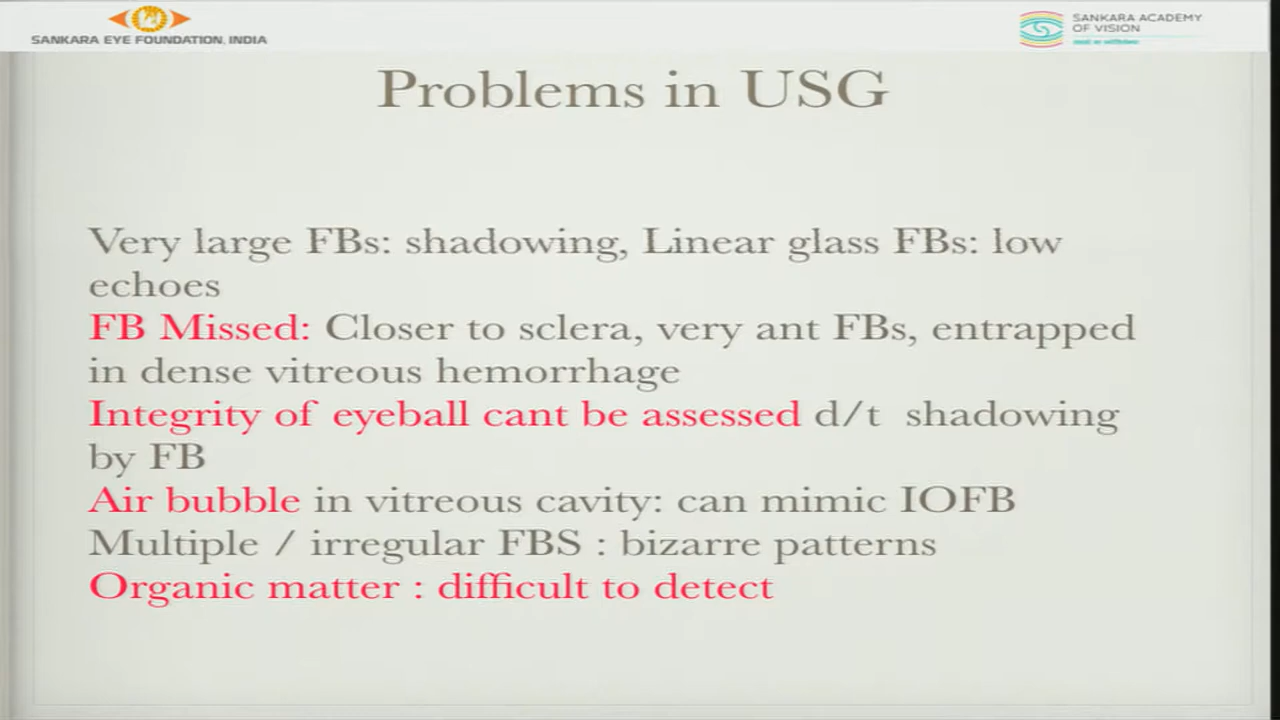 SANKARA EYE FOUNDATION, INDIA
SANKARA ACADEMY
OF VISION
Problems in USG
Very large FBs: shadowing, Linear glass FBs: low
echoes
FB Missed: Closer to sclera, very ant FBs, entrapped
in dense vitreous hemorrhage
Integrity of eyeball cant be assessed d/t shadowing
by FB
Air bubble in vitreous cavity: can mimic IOFB
Multiple / irregular FBS : bizarre patterns
Organic matter : difficult to detect